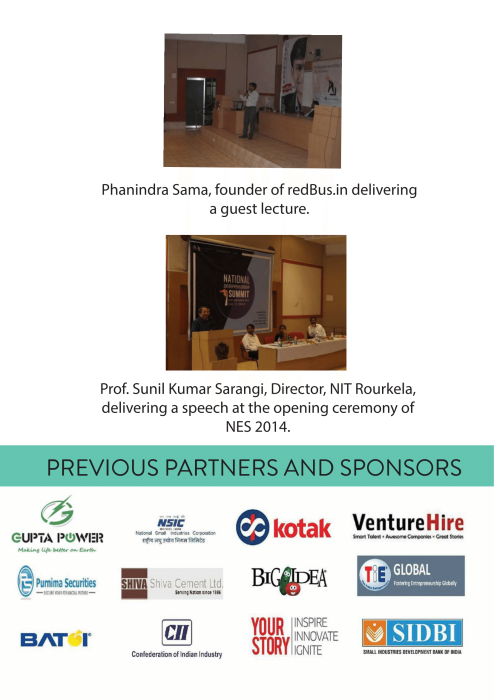 NATIONAL
SUMMIT
Phanindra Sama, founder of redBus.in delivering
a guest lecture.
Prof. Sunil Kumar Sarangi, Director, NIT Rourkela,
delivering a speech at the opening ceremony of
NES 2014.
PREVIOUS PARTNERS AND SPONSORS
GUPTA POWER
Making life better on Earth
NSIC
National Small Industries Corporation
राष्ट्रीय लघु उद्योग निगम लिमिटेड
kotak
VentureHire
Smart Talent • Awesome Companies • Great Stories
Purnima Securities
SECURE YOUR FINANCIAL FUTURE
SHIVA Shiva Cement Ltd.
Serving Nation since 1986
BIG IDEA
TiE GLOBAL
Fostering Entrepreneurship Globally
BATOI
CII
Confederation of Indian Industry
YOUR STORY
INSPIRE
INNOVATE
IGNITE
SIDBI
SMALL INDUSTRIES DEVELOPMENT BANK OF INDIA